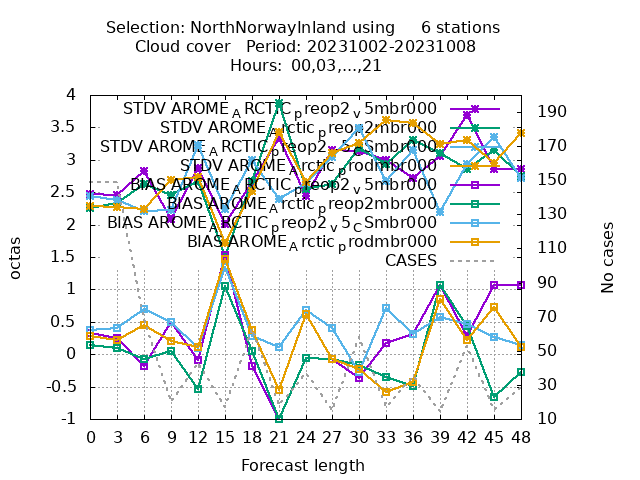 Selection: NorthNorwayInland using 6 stations
Cloud cover Period: 20231002-20231008
Hours: 00,03,...,21
STDV AROME_ARCTIC_preop2_v5mbr000
STDV AROME_Arctic_preop2mbr000
STDV AROME_ARCTIC_preop2_v5_CSmbr000
STDV AROME_Arctic_prodmbr000
BIAS AROME_ARCTIC_preop2_v5mbr000
BIAS AROME_Arctic_preop2mbr000
BIAS AROME_ARCTIC_preop2_v5_CSmbr000
BIAS AROME_Arctic_prodmbr000
CASES
octas
4
3.5
3
2.5
2
1.5
1
0.5
0
-0.5
-1
No cases
190
170
150
130
110
90
70
50
30
10
0 3 6 9 12 15 18 21 24 27 30 33 36 39 42 45 48
Forecast length